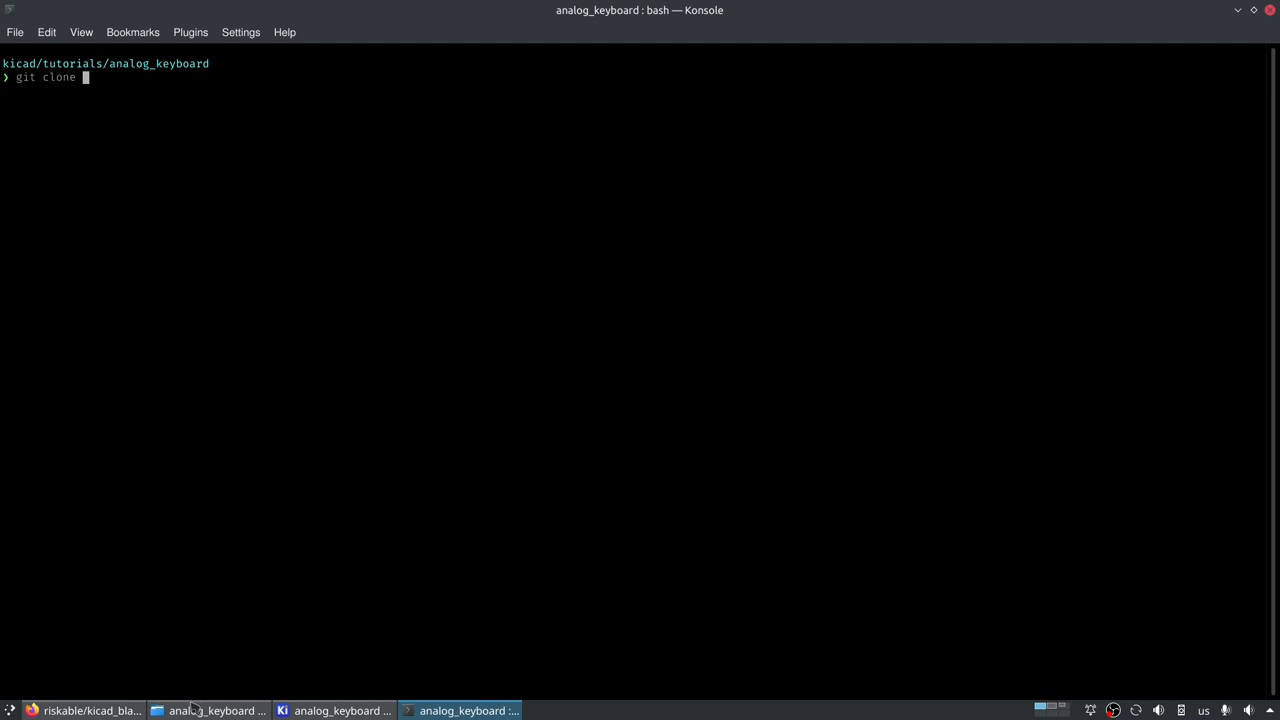 analog_keyboard : bash — Konsole
File Edit View Bookmarks Plugins Settings Help
kicad/tutorials/analog_keyboard
❯ git clone
riskable/kicad_bla... analog_keyboard ... Ki analog_keyboard ... analog_keyboard :... us